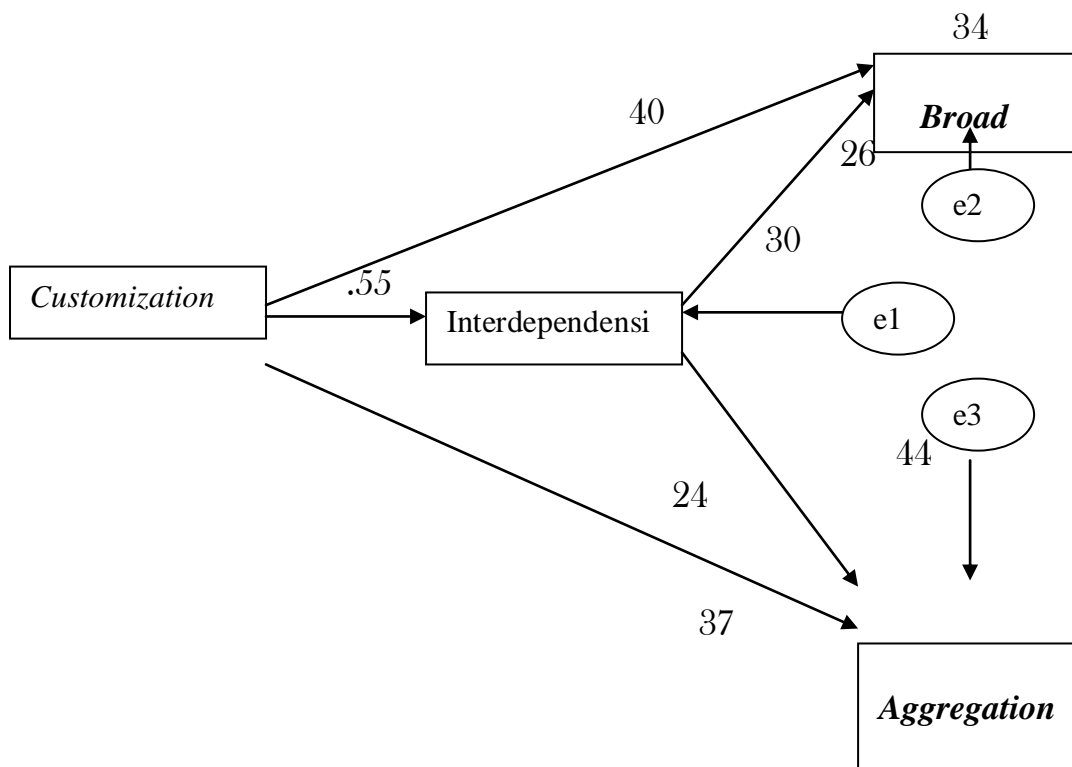 34
40
Broad
26
e2
30
.55
Customization
Interdependensi
e1
e3
44
24
37
Aggregation